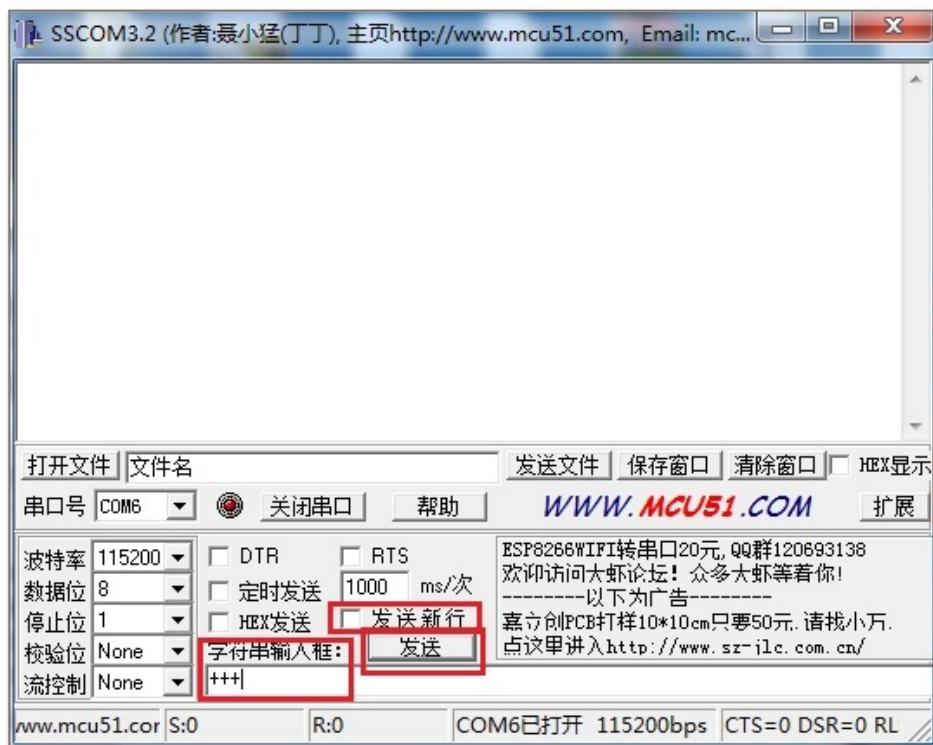 SSCOM3.2 (作者:聂小猛(丁丁), 主页http://www.mcu51.com, Email: mc...
打开文件 文件名 发送文件 保存窗口 清除窗口 HEX显示
串口号 COM6 关闭串口 帮助 WWW.MCU51.COM 扩展
波特率 115200 DTR RTS
数据位 8 定时发送 1000 ms/次
停止位 1 HEX发送 发送新行
校验位 None 字符串输入框: 发送
流控制 None +++
ESP8266WIFI转串口20元,QQ群120693138
欢迎访问大虾论坛! 众多大虾等着你!
--------以下为广告--------
嘉立创PCB打样10*10cm只要50元.请找小万.
点这里进入http://www.sz-jlc.com.cn/
www.mcu51.cor S:0 R:0 COM6已打开 115200bps CTS=0 DSR=0 RL